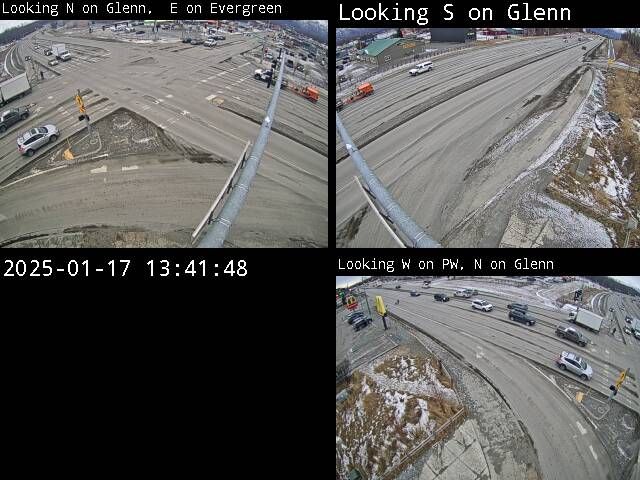 Looking N on Glenn,  E on Evergreen
Looking S on Glenn
2025-01-17 13:41:48
Looking W on PW, N on Glenn